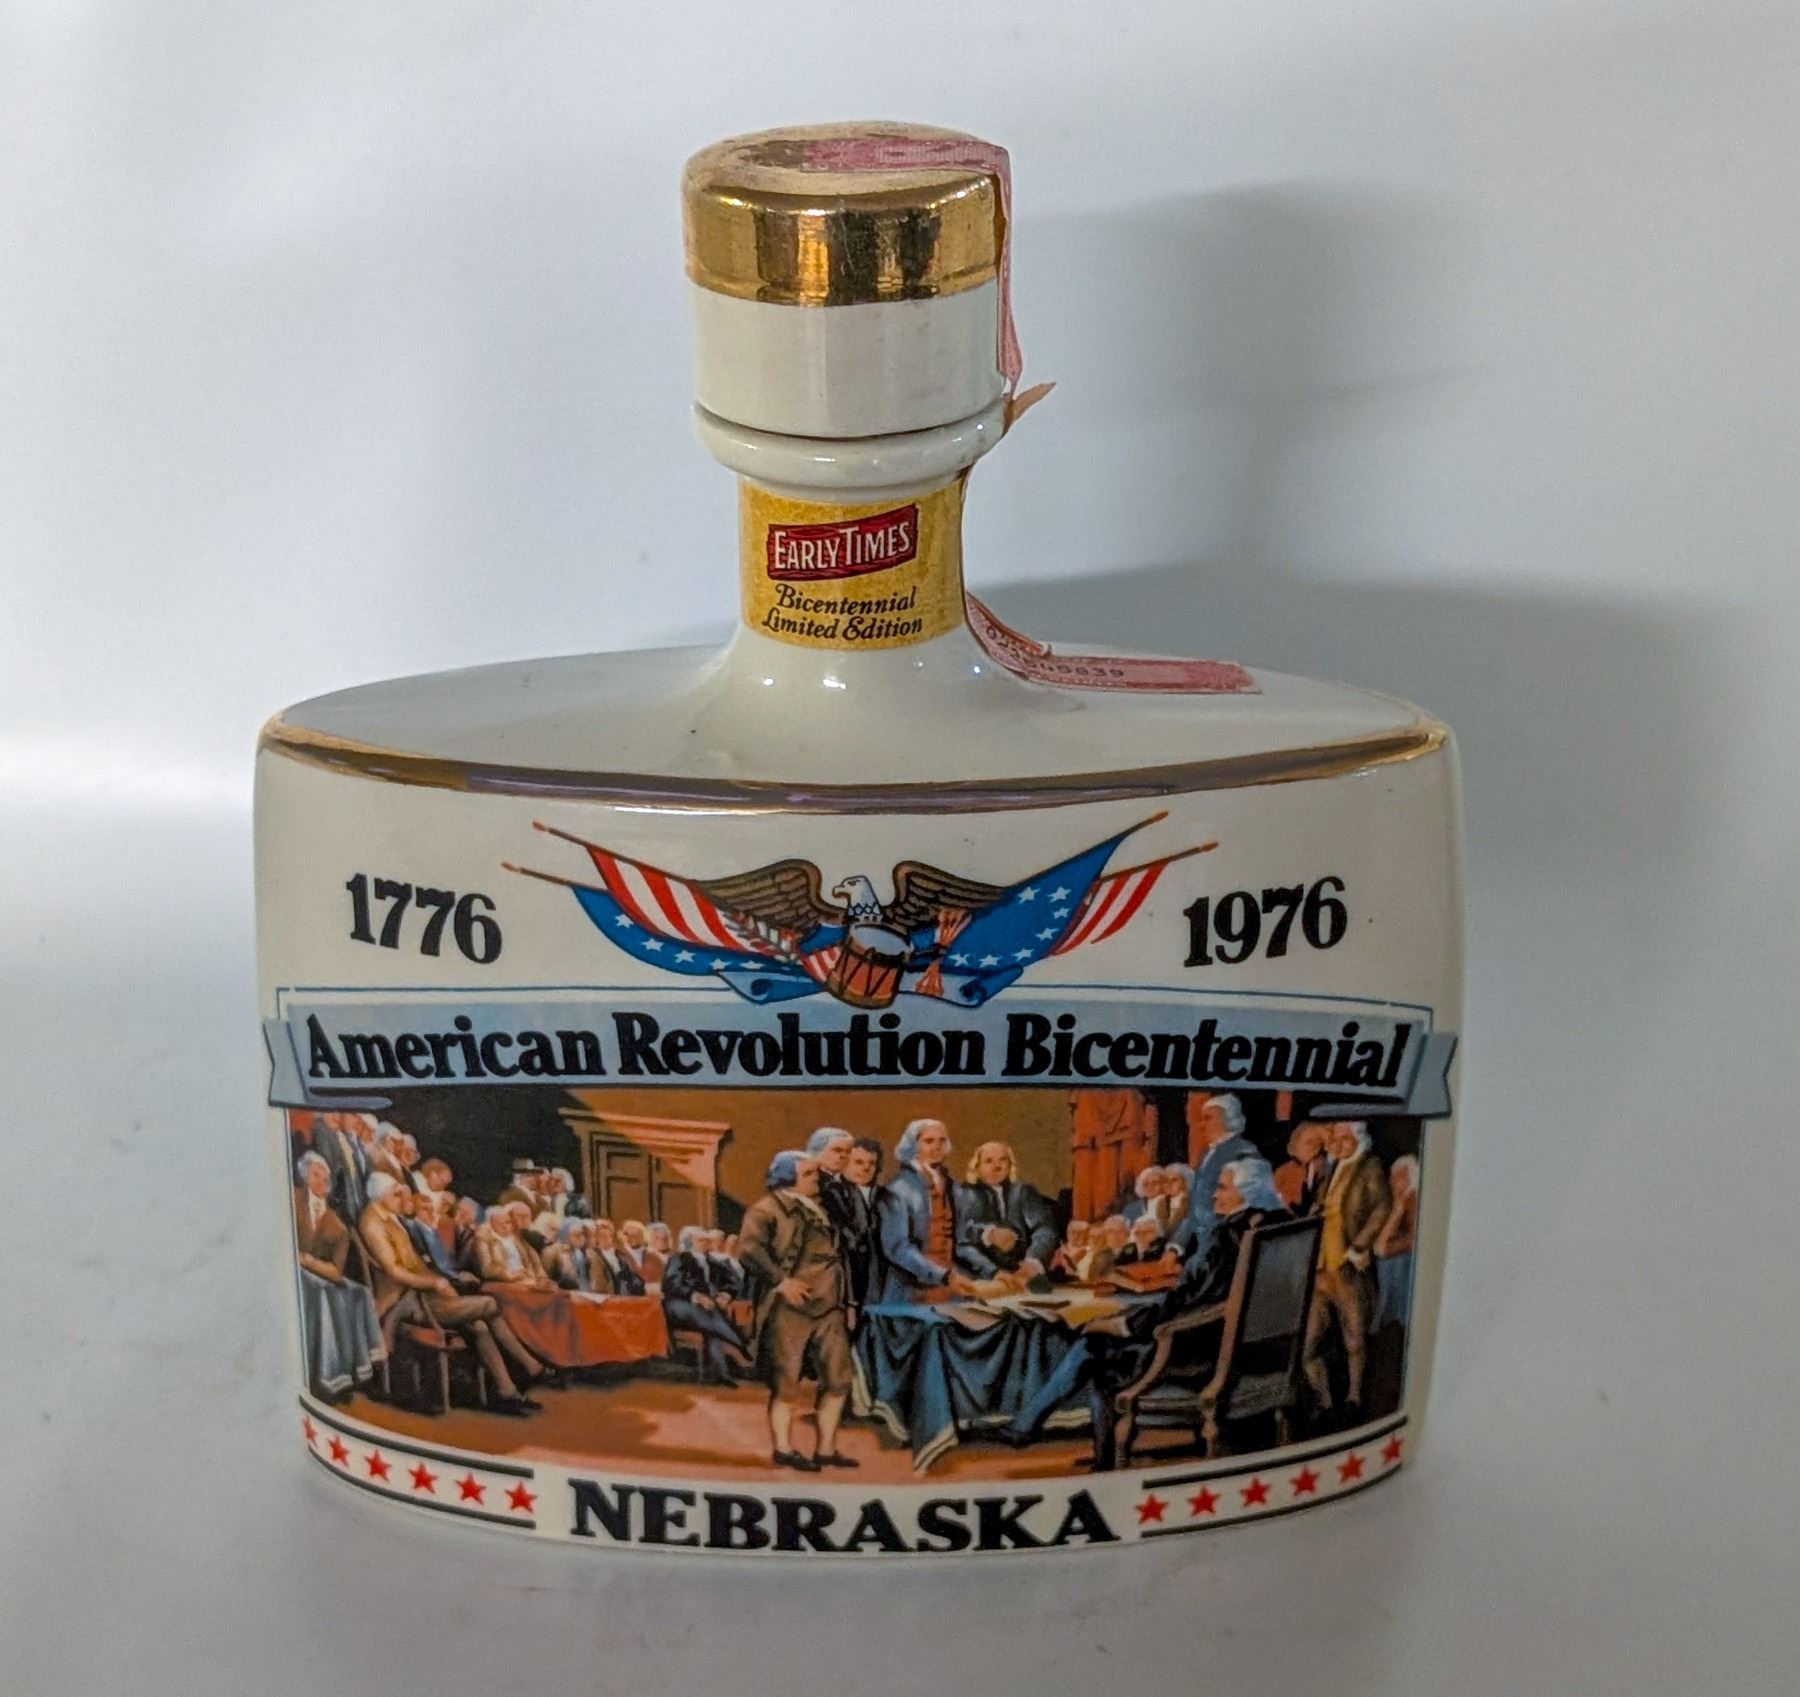 EARLY TIMES
Bicentennial
Limited Edition
1776 1976
American Revolution Bicentennial
NEBRASKA